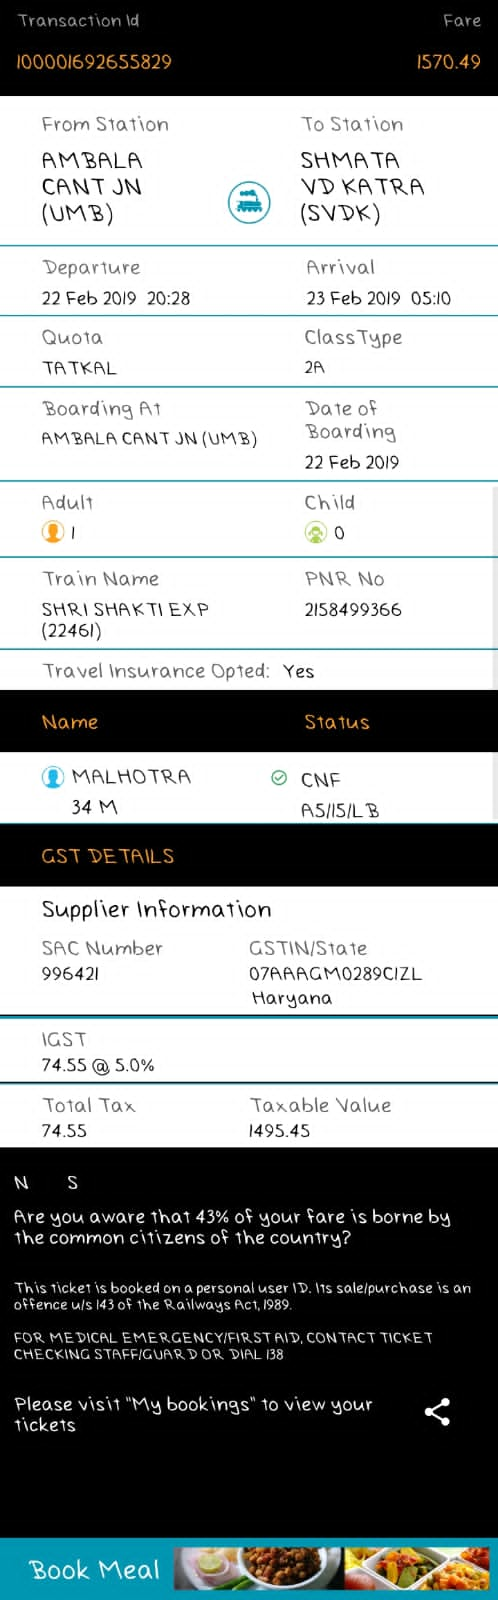 Transaction Id Fare
100001692655829 1570.49
From Station To Station
AMBALA SHMATA
CANT JN VD KATRA
(UMB) (SVDK)
Departure Arrival
22 Feb 2019 20:28 23 Feb 2019 05:10
Quota Class Type
TATKAL 2A
Boarding At Date of
Boarding
AMBALA CANT JN (UMB)
22 Feb 2019
Adult Child
1 0
Train Name PNR No
SHRI SHAKTI EXP 2158499366
(22461)
Travel Insurance Opted: Yes
Name Status
MALHOTRA CNF
34 M A5/15/LB
GST DETAILS
Supplier Information
SAC Number GSTIN/State
996421 07AAAGM0289C1ZL
Haryana
IGST
74.55 @ 5.0%
Total Tax Taxable Value
74.55 1495.45
N S
Are you aware that 43% of your fare is borne by
the common citizens of the country?
This ticket is booked on a personal user ID. Its sale/purchase is an
offence u/s 143 of the Railways Act, 1989.
FOR MEDICAL EMERGENCY/FIRST AID, CONTACT TICKET
CHECKING STAFF/GUARD OR DIAL 138
Please visit "My bookings" to view your
tickets
Book Meal